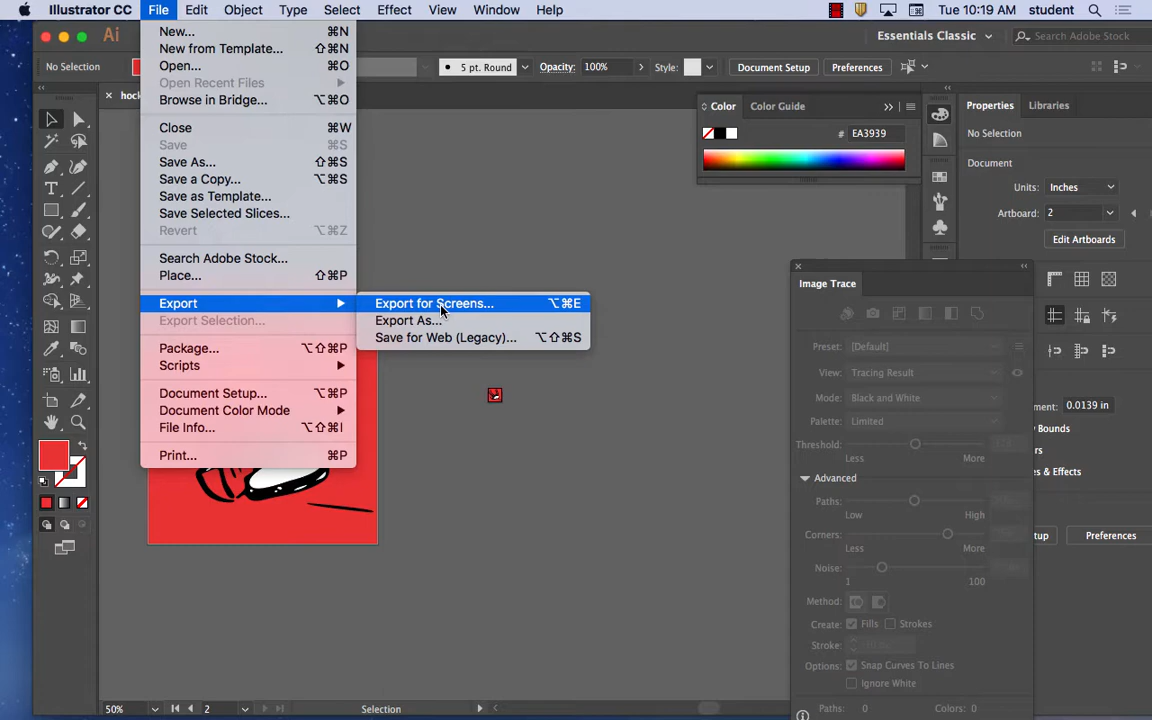 Illustrator CC File Edit Object Type Select Effect View Window Help Tue 10:19 AM student
Ai Essentials Classic Search Adobe Stock
No Selection 5 pt. Round Opacity: 100% Style: Document Setup Preferences
hock
New... ⌘N
New from Template... ⇧⌘N
Open... ⌘O
Open Recent Files
Browse in Bridge... ⌥⌘O
Close ⌘W
Save ⌘S
Save As... ⇧⌘S
Save a Copy... ⌥⌘S
Save as Template...
Save Selected Slices...
Revert ⌥⌘Z
Search Adobe Stock...
Place... ⇧⌘P
Export
Export Selection...
Package... ⌥⇧⌘P
Scripts
Document Setup... ⌥⌘P
Document Color Mode
File Info... ⌥⇧⌘I
Print... ⌘P
Export for Screens... ⌥⌘E
Export As...
Save for Web (Legacy)... ⌥⇧⌘S
Color Color Guide
# EA3939
Properties Libraries
No Selection
Document
Units: Inches
Artboard: 2
Edit Artboards
Image Trace
Preset: [Default]
View: Tracing Result
Mode: Black and White
Palette: Limited
Threshold:
Less More
Advanced
Paths:
Low High
Corners:
Less More
Noise:
1 100
Method:
Create: Fills Strokes
Stroke:
Options: Snap Curves To Lines
Ignore White
Paths: 0 Colors: 0
ment: 0.0139 in
w Bounds
Corners
s & Effects
tup Preferences
50% 2 Selection